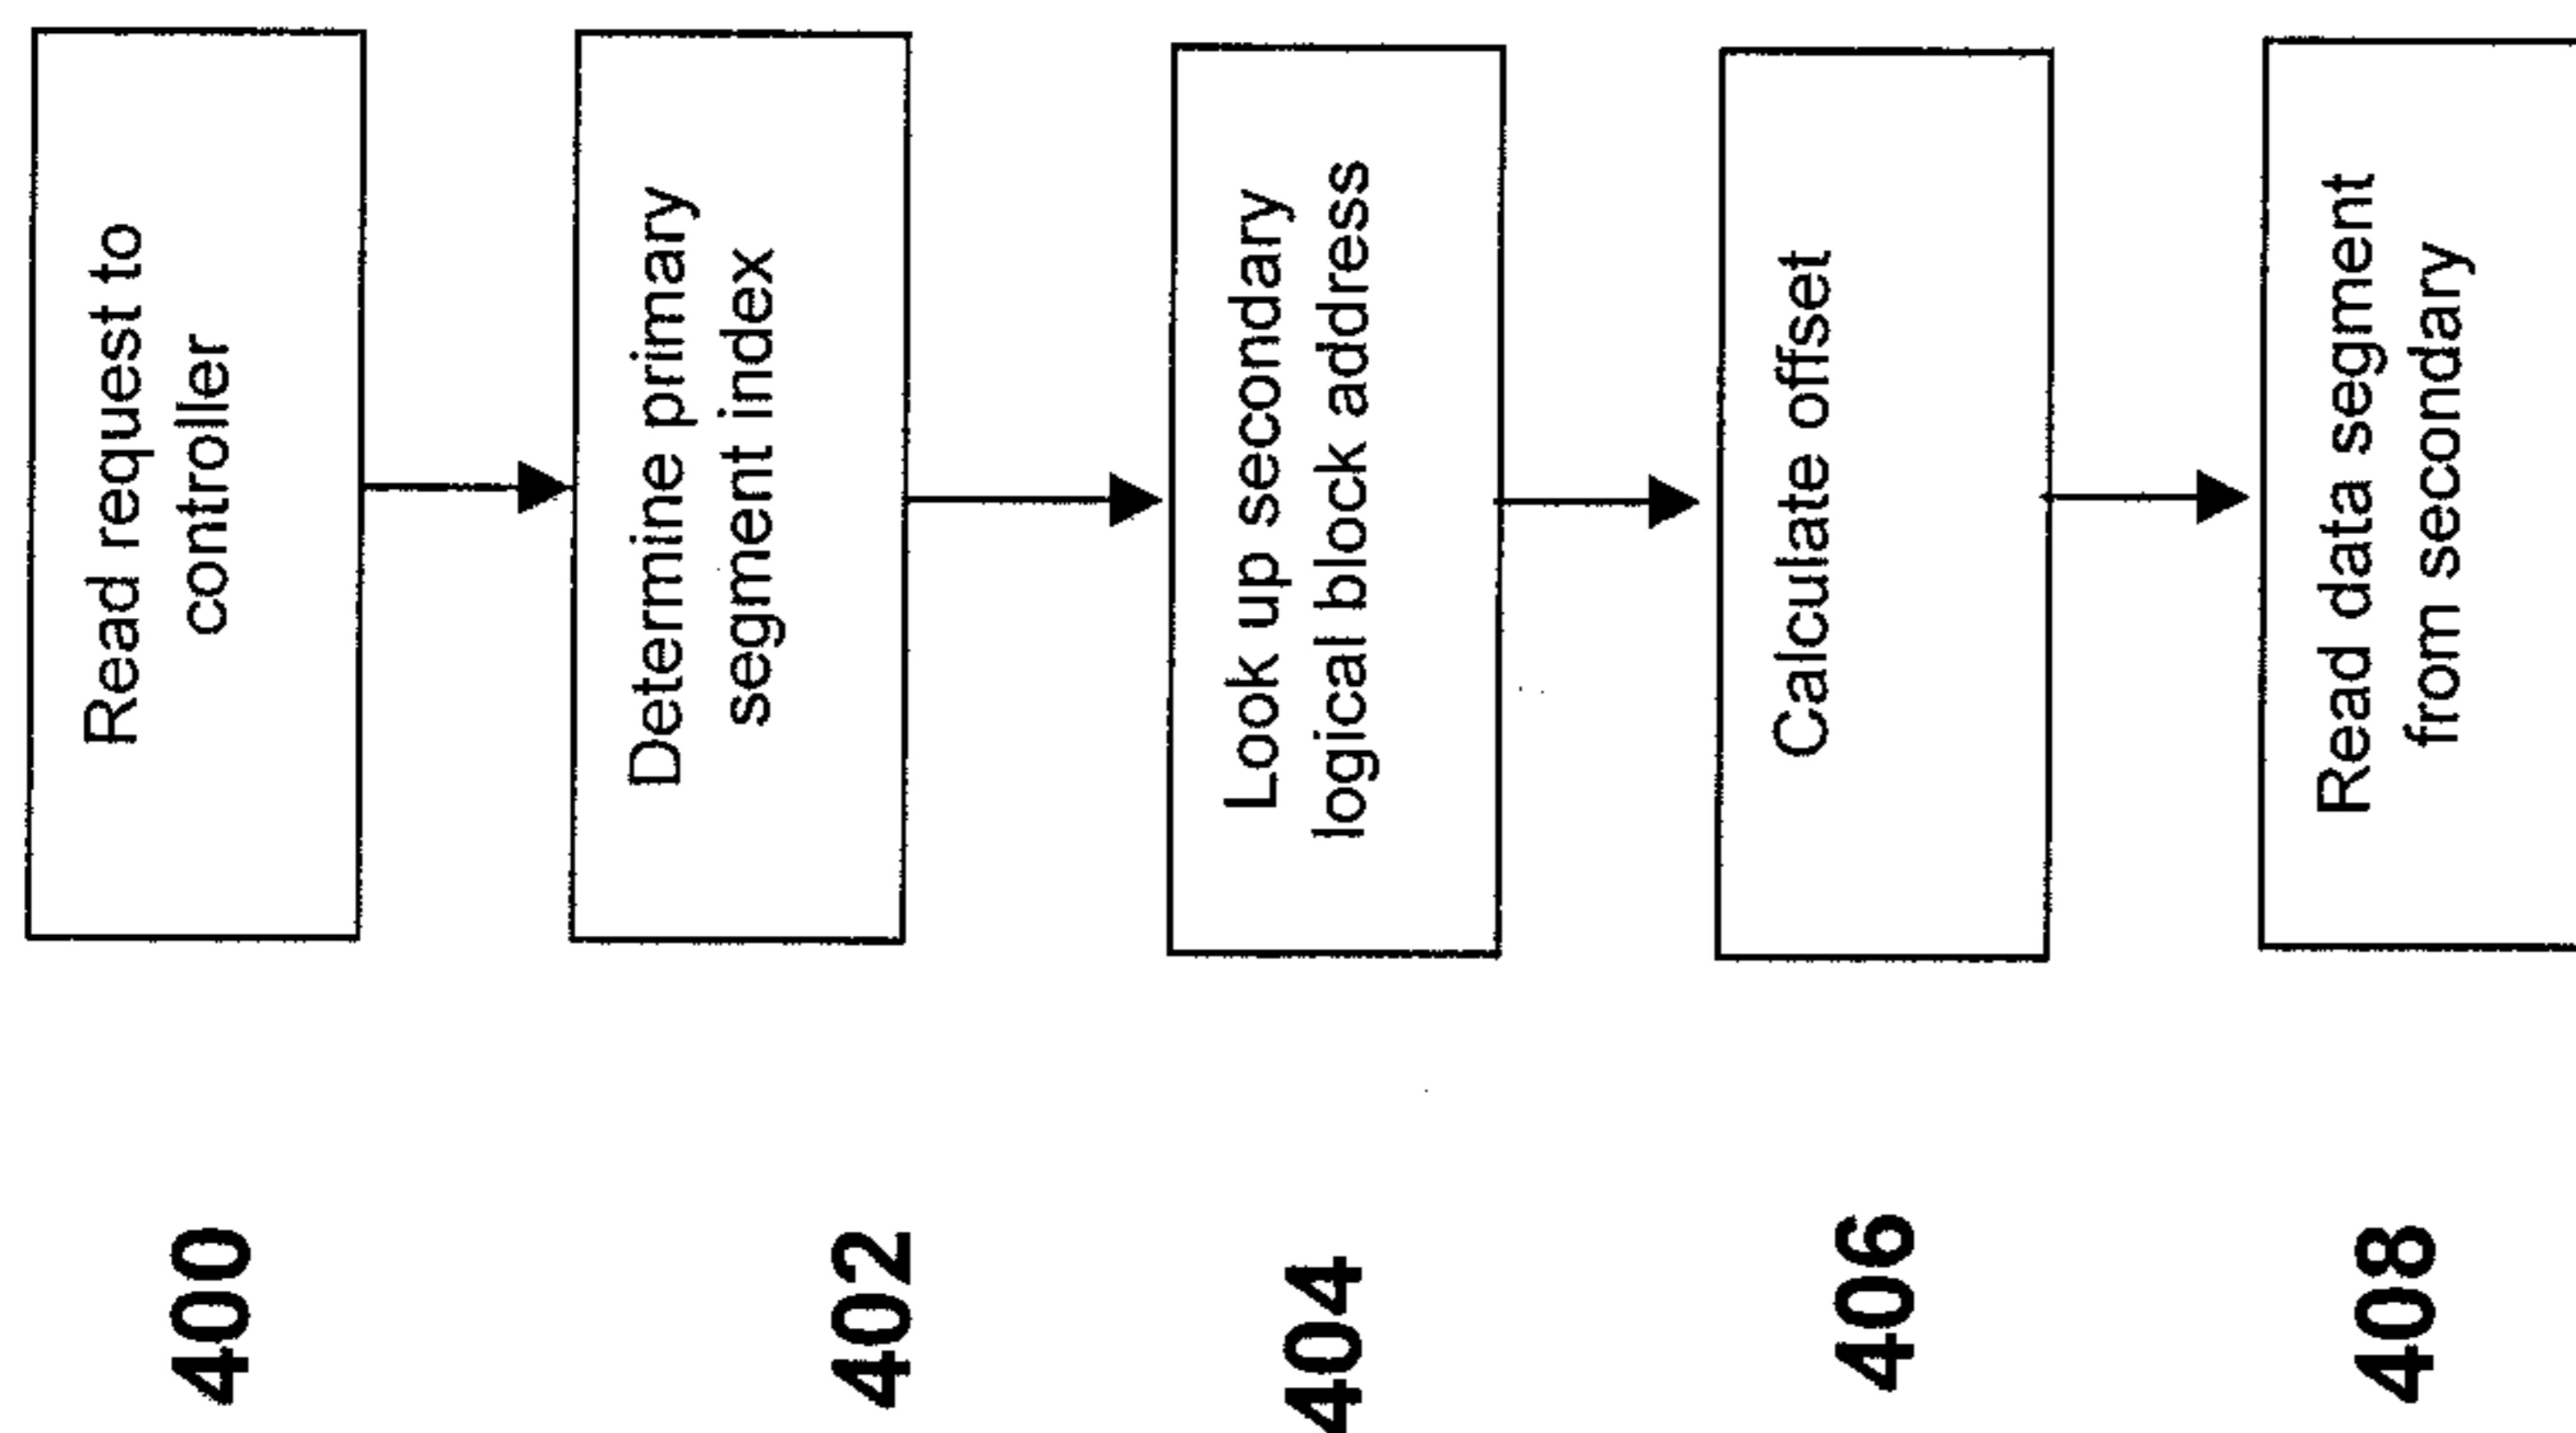 400
Read request to
controller
402
Determine primary
segment index
404
Look up secondary
logical block address
406
Calculate offset
408
Read data segment
from secondary